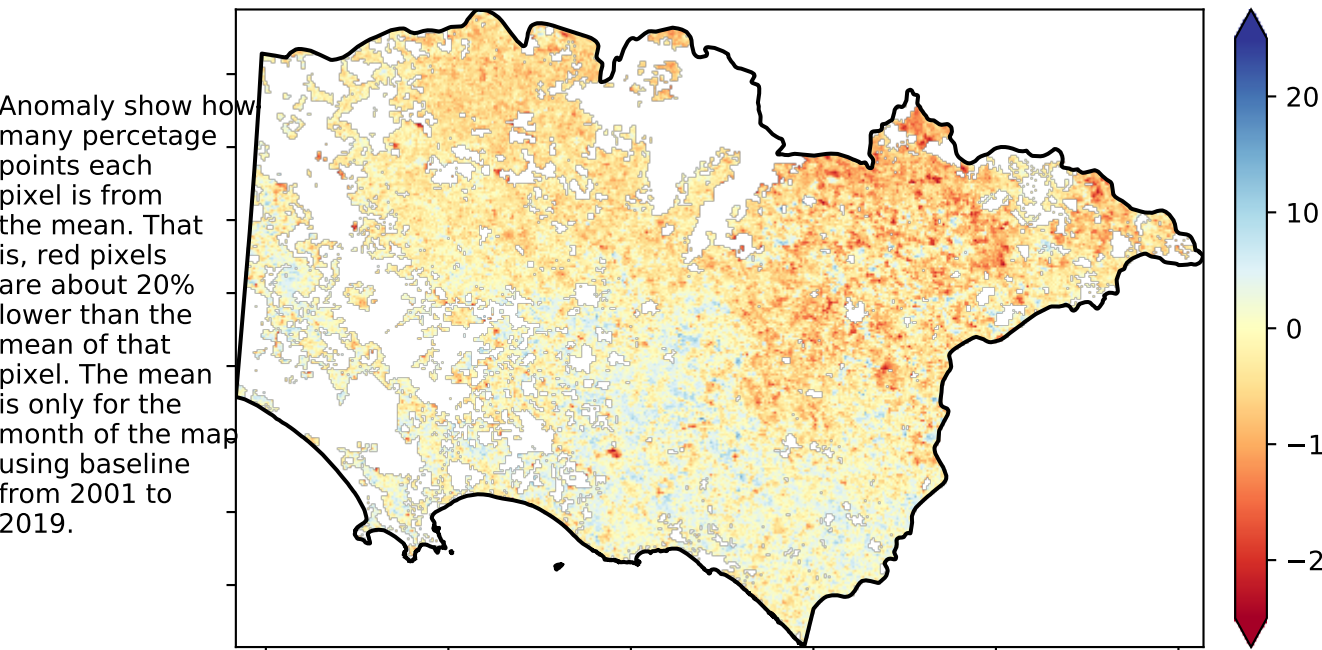 Anomaly show how
many percetage
points each
pixel is from
the mean. That
is, red pixels
are about 20%
lower than the
mean of that
pixel. The mean
is only for the
month of the map
using baseline
from 2001 to
2019.
20
10
0
−1
−2